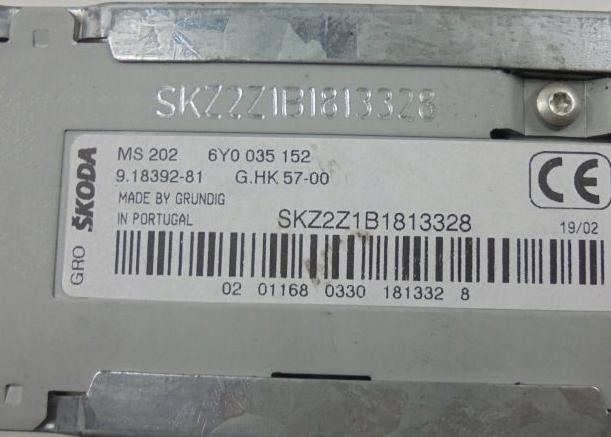 SKZ2Z1B1813328
GRO ŠKODA
MS 202 6Y0 035 152
9.18392-81 G.HK 57-00
MADE BY GRUNDIG
IN PORTUGAL
SKZ2Z1B1813328
19/02
CE
02 01168 0330 181332 8